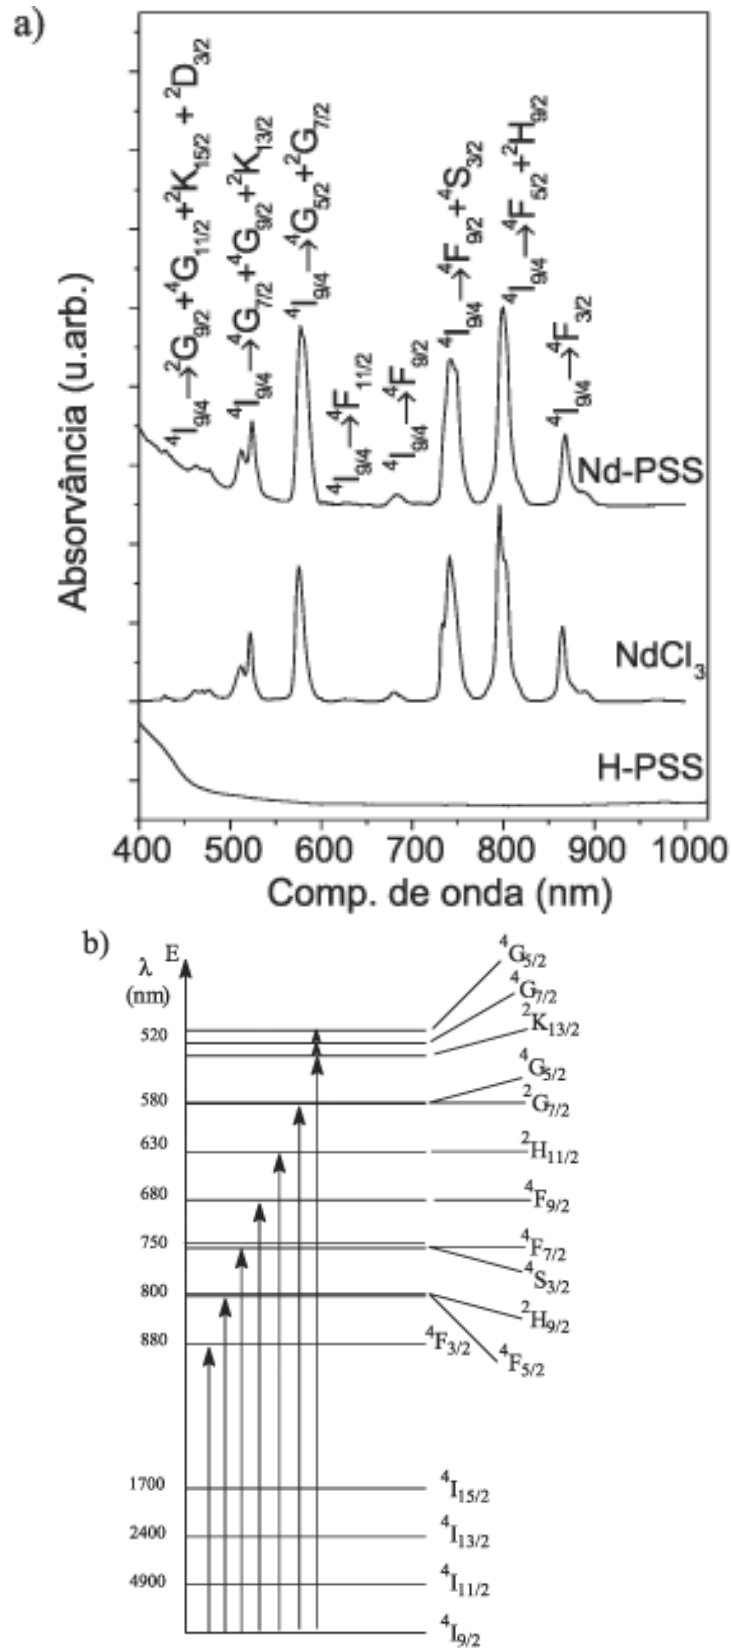 a)
⁴I₉/₄→²G₉/₂+⁴G₁₁/₂+²K₁₅/₂+²D₃/₂
⁴I₉/₄→⁴G₇/₂+⁴G₉/₂+²K₁₃/₂
⁴I₉/₄→⁴G₅/₂+²G₇/₂
⁴I₉/₄→⁴F₁₁/₂
⁴I₉/₄→⁴F₉/₂
⁴I₉/₄→⁴F₉/₂+⁴S₃/₂
⁴I₉/₄→⁴F₅/₂+²H₉/₂
⁴I₉/₄→⁴F₃/₂
Absorvância (u.arb.)
Nd-PSS
NdCl₃
H-PSS
400 500 600 700 800 900 1000
Comp. de onda (nm)
b)
λ
(nm)
E
⁴G₅/₂
⁴G₇/₂
520
²K₁₃/₂
⁴G₅/₂
580
²G₇/₂
630
²H₁₁/₂
680
⁴F₉/₂
750
⁴F₇/₂
⁴S₃/₂
800
²H₉/₂
880
⁴F₃/₂
⁴F₅/₂
1700
⁴I₁₅/₂
2400
⁴I₁₃/₂
4900
⁴I₁₁/₂
⁴I₉/₂